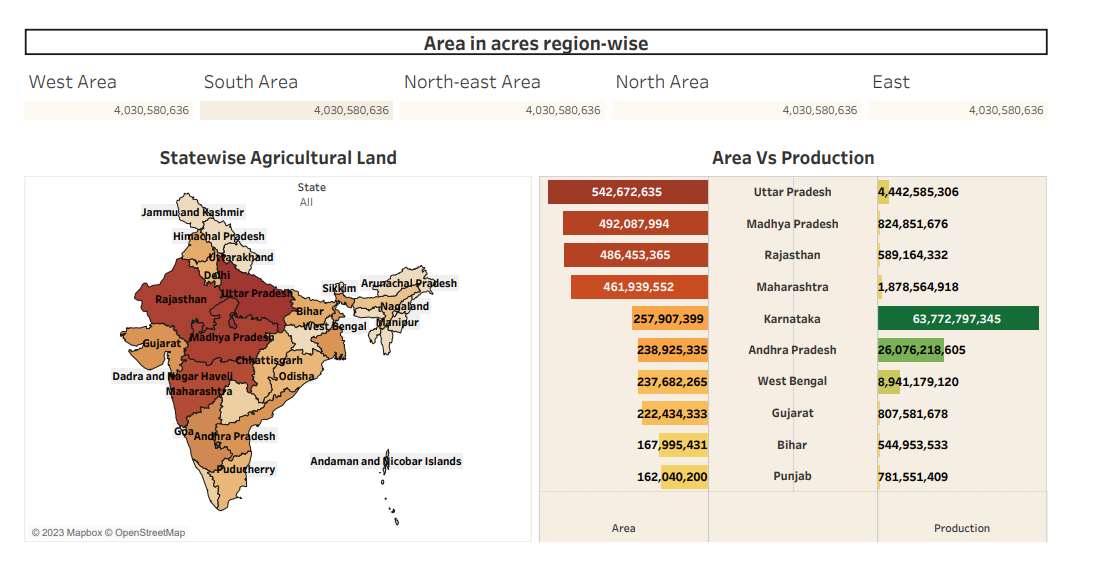 Area in acres region-wise
West Area South Area North-east Area North Area East
4,030,580,636 4,030,580,636 4,030,580,636 4,030,580,636 4,030,580,636
Statewise Agricultural Land
State
All
Jammu and Kashmir
Himachal Pradesh
Uttarakhand
Delhi
Arunachal Pradesh
Sikkim
Uttar Pradesh
Rajasthan
Nagaland
Bihar
Manipur
West Bengal
Madhya Pradesh
Gujarat
Chhattisgarh
Dadra and Nagar Haveli
Odisha
Maharashtra
Goa
Andhra Pradesh
Andaman and Nicobar Islands
Puducherry
© 2023 Mapbox © OpenStreetMap
Area Vs Production
542,672,635 Uttar Pradesh 4,442,585,306
492,087,994 Madhya Pradesh 824,851,676
486,453,365 Rajasthan 589,164,332
461,939,552 Maharashtra 1,878,564,918
257,907,399 Karnataka 63,772,797,345
238,925,335 Andhra Pradesh 26,076,218,605
237,682,265 West Bengal 8,941,179,120
222,434,333 Gujarat 807,581,678
167,995,431 Bihar 544,953,533
162,040,200 Punjab 781,551,409
Area Production